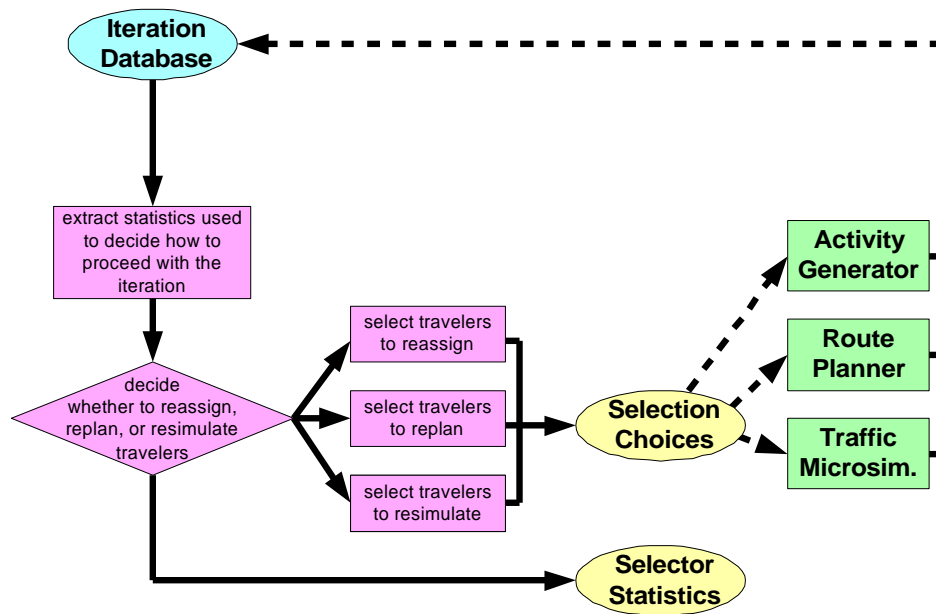 Iteration
Database
extract statistics used
to decide how to
proceed with the
iteration
decide
whether to reassign,
replan, or resimulate
travelers
select travelers
to reassign
select travelers
to replan
select travelers
to resimulate
Selection
Choices
Activity
Generator
Route
Planner
Traffic
Microsim.
Selector
Statistics